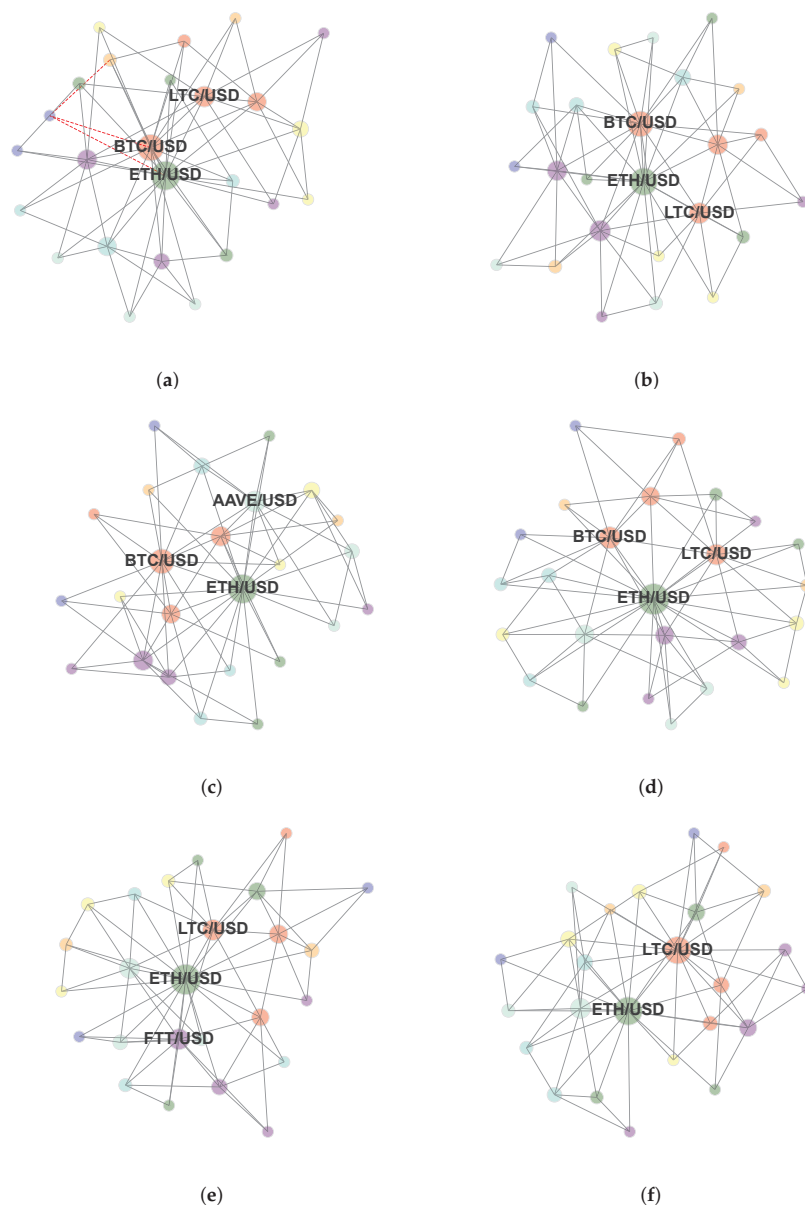 LTC/USD
BTC/USD
ETH/USD
BTC/USD
ETH/USD
LTC/USD
(a)
(b)
AAVE/USD
BTC/USD
ETH/USD
BTC/USD
LTC/USD
ETH/USD
(c)
(d)
LTC/USD
ETH/USD
FTT/USD
LTC/USD
ETH/USD
(e)
(f)